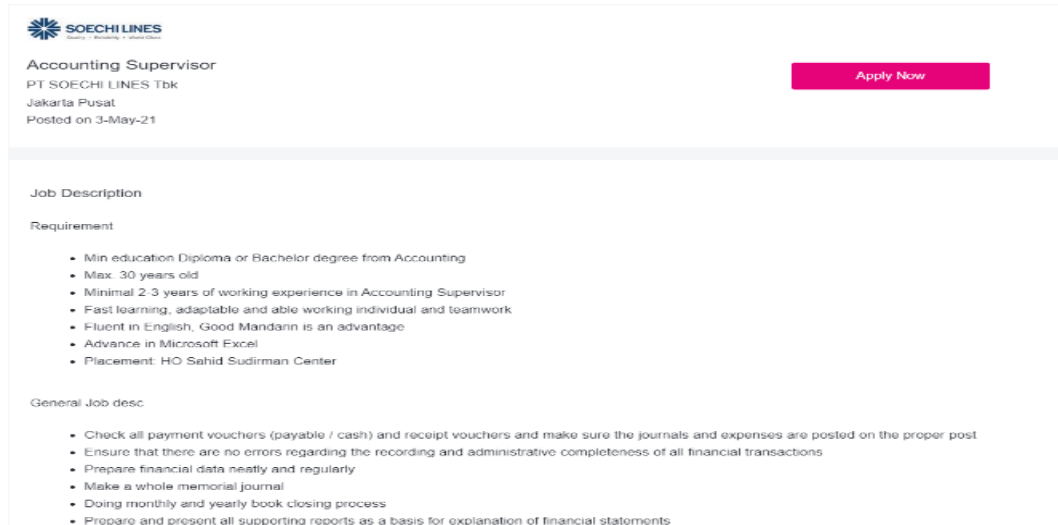 SOECHI LINES
Accounting Supervisor
PT SOECHI LINES Tbk
Jakarta Pusat
Posted on 3-May-21
Apply Now
Job Description
Requirement
• Min education Diploma or Bachelor degree from Accounting
• Max. 30 years old
• Minimal 2-3 years of working experience in Accounting Supervisor
• Fast learning, adaptable and able working individual and teamwork
• Fluent in English, Good Mandarin is an advantage
• Advance in Microsoft Excel
• Placement: HO Sahid Sudirman Center
General Job desc
• Check all payment vouchers (payable / cash) and receipt vouchers and make sure the journals and expenses are posted on the proper post
• Ensure that there are no errors regarding the recording and administrative completeness of all financial transactions
• Prepare financial data neatly and regularly
• Make a whole memorial journal
• Doing monthly and yearly book closing process
• Prepare and present all supporting reports as a basis for explanation of financial statements